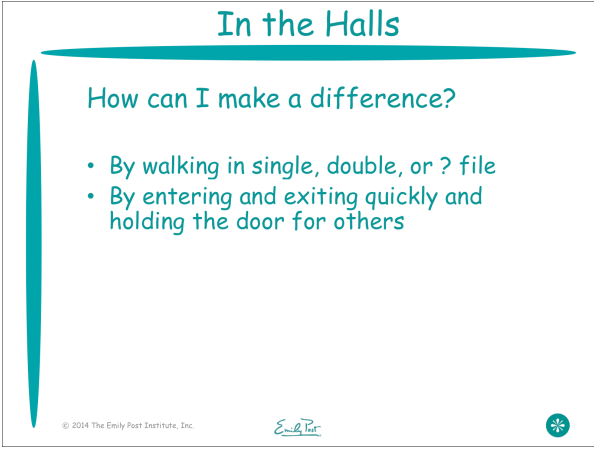 In the Halls
How can I make a difference?
• By walking in single, double, or ? file
• By entering and exiting quickly and
holding the door for others
© 2014 The Emily Post Institute, Inc.
Emily Post